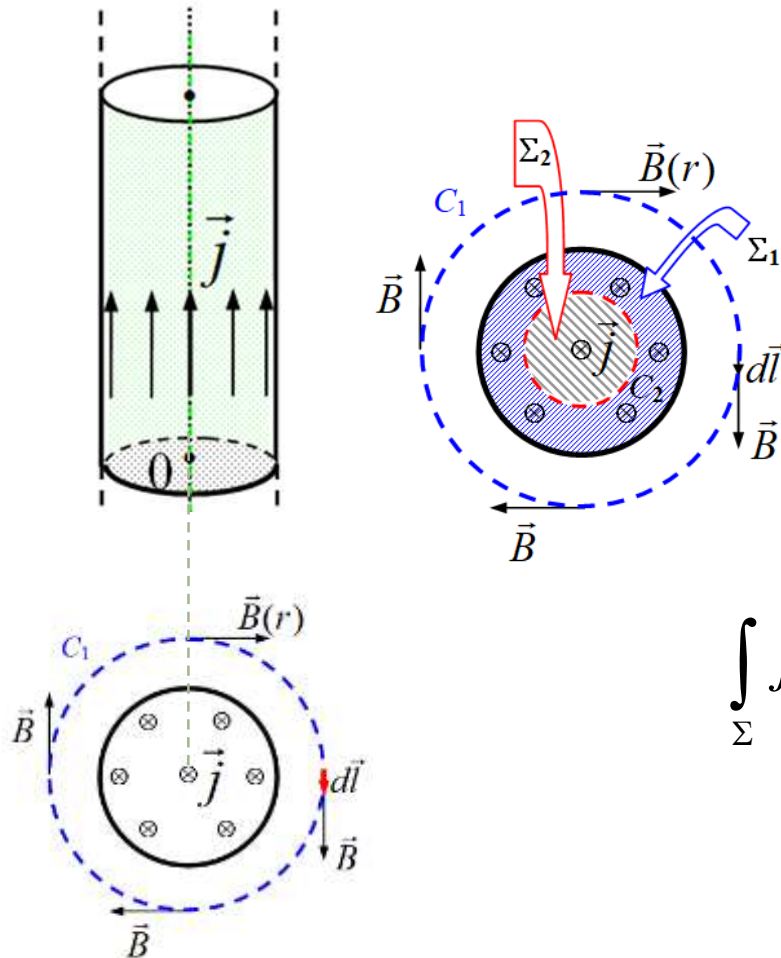 j⃗
0
Σ₂
B⃗(r)
C₁
Σ₁
B⃗
j⃗
C₂
dl⃗
B⃗
B⃗
B⃗(r)
C₁
B⃗
j⃗
dl⃗
B⃗
B⃗
∫
Σ